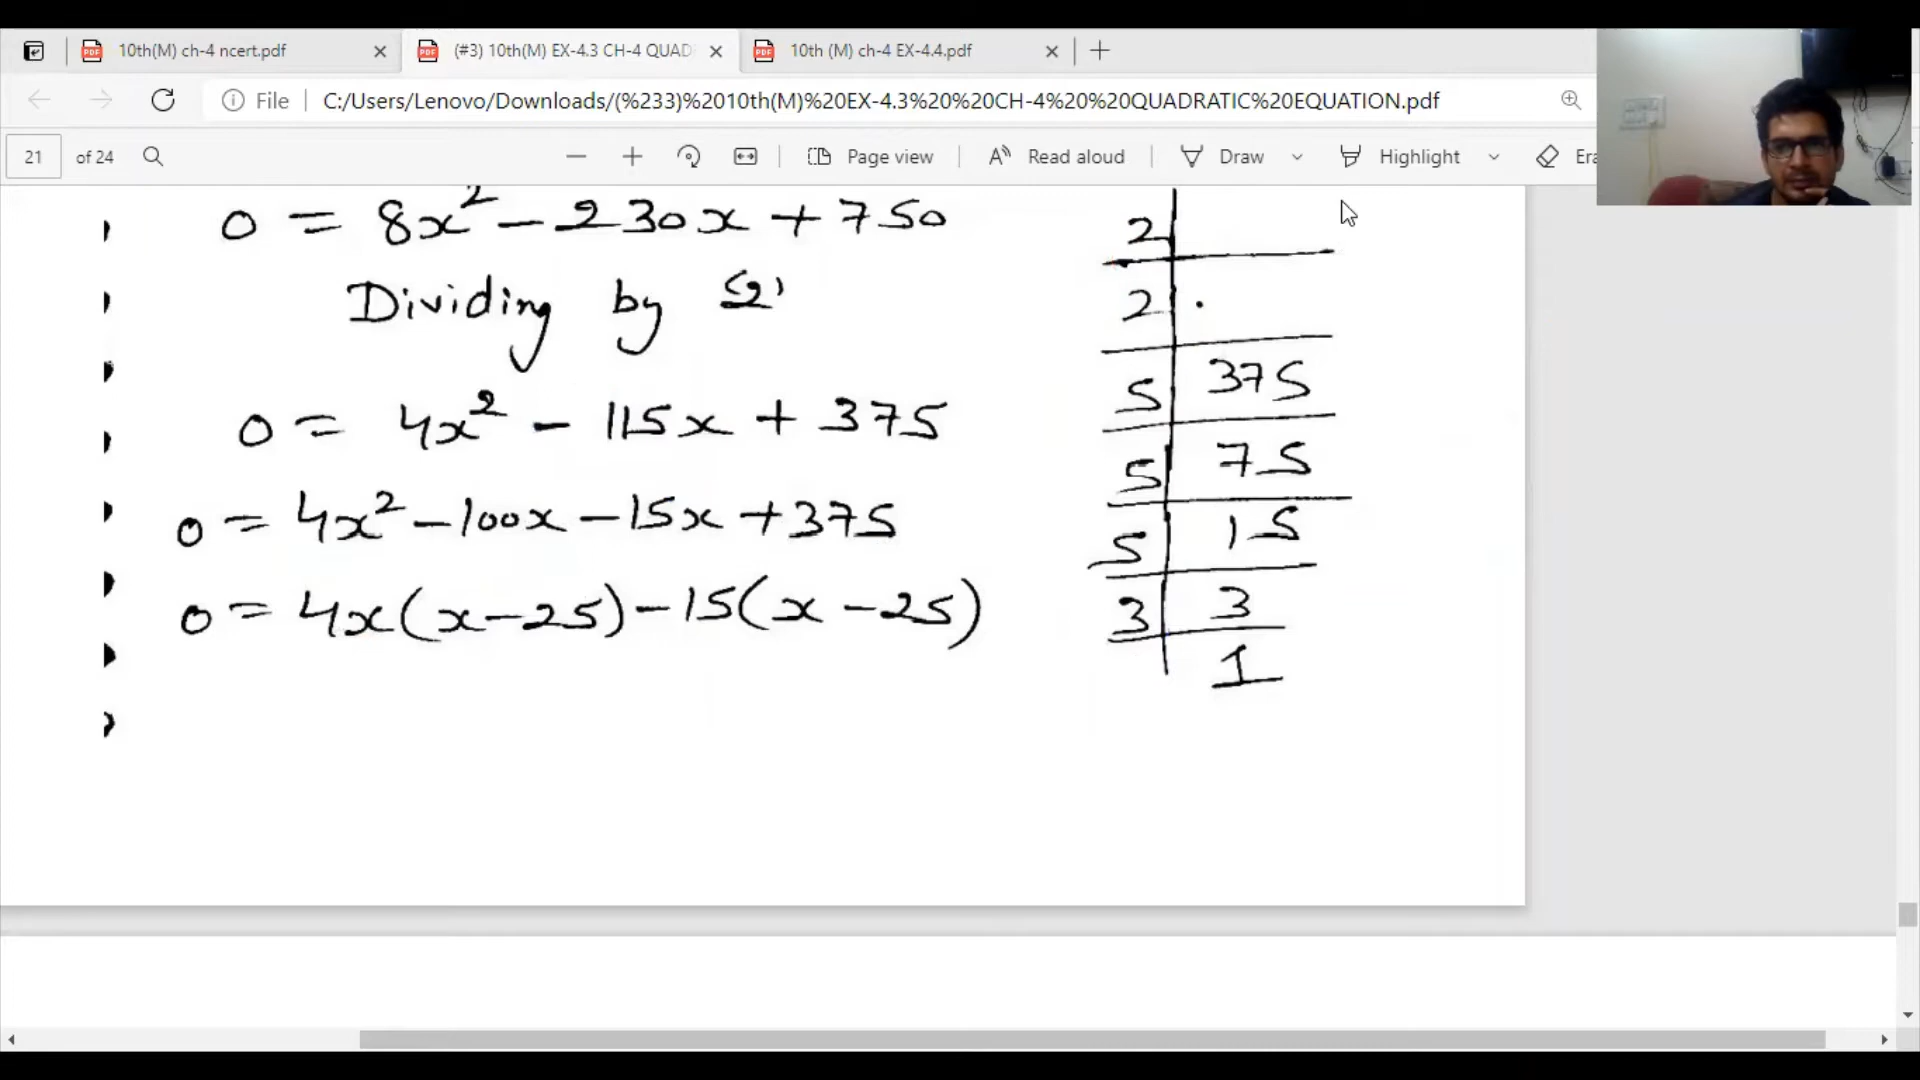 10th(M) ch-4 ncert.pdf
(#3) 10th(M) EX-4.3 CH-4 QUAD
10th (M) ch-4 EX-4.4.pdf
File
C:/Users/Lenovo/Downloads/(%233)%2010th(M)%20EX-4.3%20%20CH-4%20%20QUADRATIC%20EQUATION.pdf
21 of 24
Page view
Read aloud
Draw
Highlight
Era
0 = 8x² - 230x + 750
Dividing by '2'
0 = 4x² - 115x + 375
0 = 4x² - 100x - 15x + 375
0 = 4x(x - 25) - 15(x - 25)
2
2
5 375
5 75
5 15
3 3
1